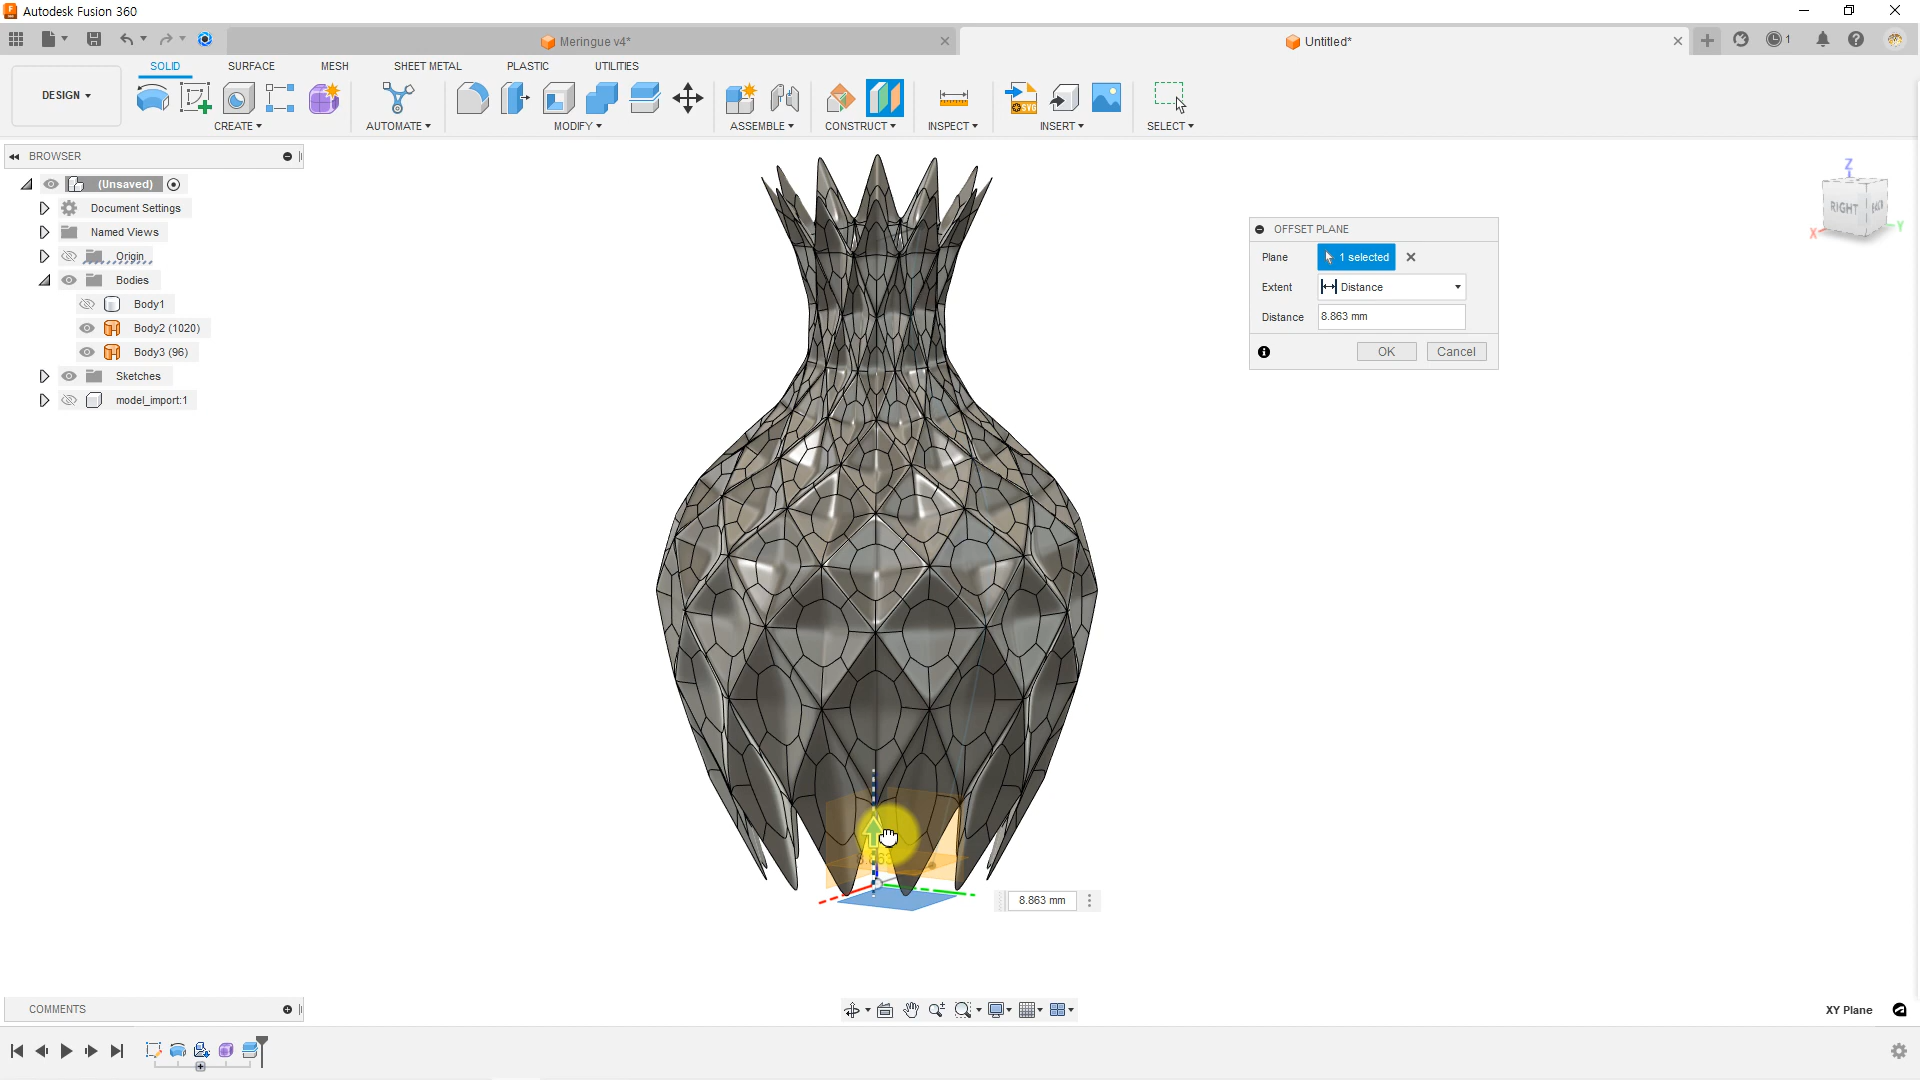 Autodesk Fusion 360
Meringue v4*
Untitled*
1
DESIGN
SOLID
SURFACE
MESH
SHEET METAL
PLASTIC
UTILITIES
CREATE
AUTOMATE
MODIFY
ASSEMBLE
CONSTRUCT
INSPECT
SVG
INSERT
SELECT
BROWSER
(Unsaved)
Document Settings
Named Views
Origin
Bodies
Body1
Body2 (1020)
Body3 (96)
Sketches
model_import:1
Z
RIGHT
X
Y
OFFSET PLANE
Plane
1 selected
Extent
Distance
Distance
8.863 mm
OK
Cancel
8.863 mm
COMMENTS
XY Plane